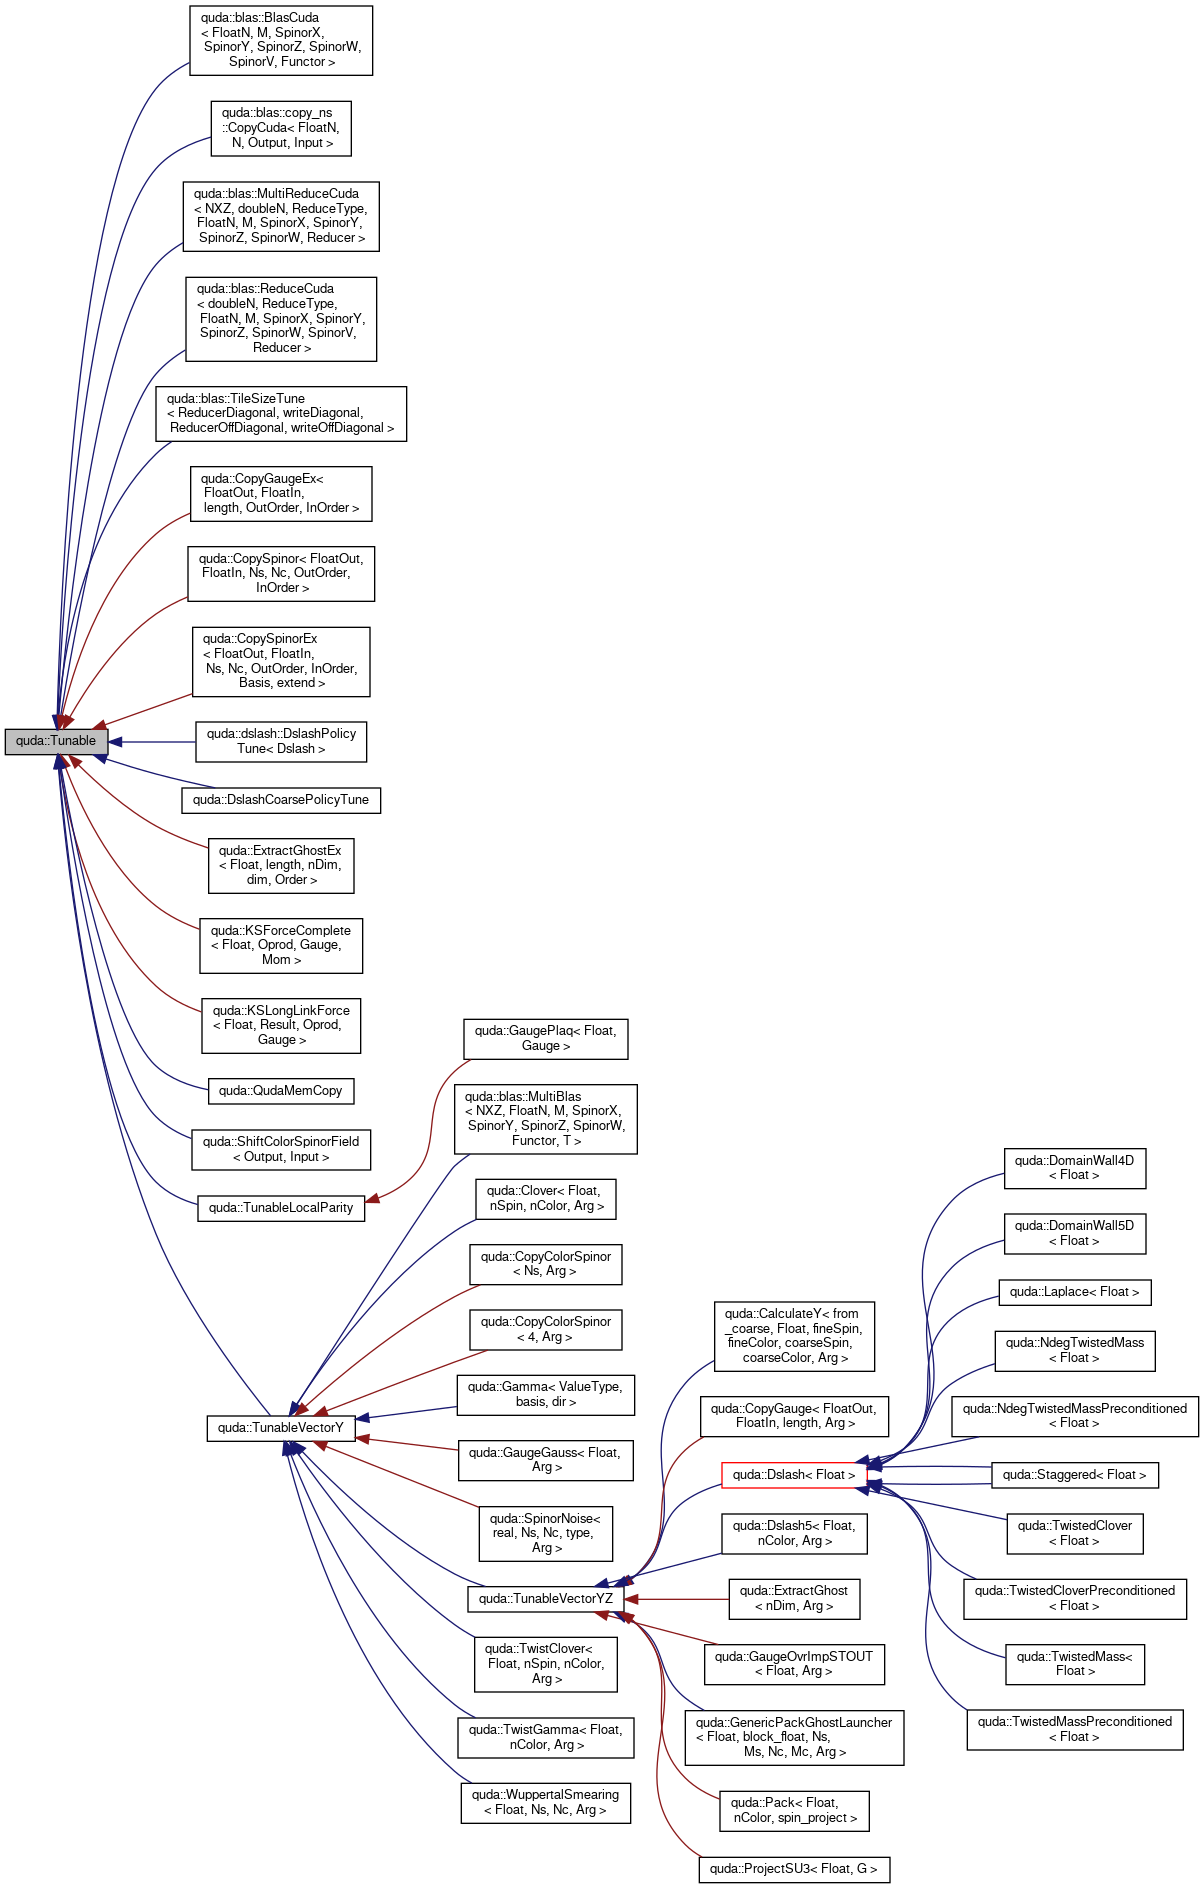 quda::blas::BlasCuda
< FloatN, M, SpinorX,
SpinorY, SpinorZ, SpinorW,
SpinorV, Functor >
quda::blas::copy_ns
::CopyCuda< FloatN,
N, Output, Input >
quda::blas::MultiReduceCuda
< NXZ, doubleN, ReduceType,
FloatN, M, SpinorX, SpinorY,
SpinorZ, SpinorW, Reducer >
quda::blas::ReduceCuda
< doubleN, ReduceType,
FloatN, M, SpinorX, SpinorY,
SpinorZ, SpinorW, SpinorV,
Reducer >
quda::blas::TileSizeTune
< ReducerDiagonal, writeDiagonal,
ReducerOffDiagonal, writeOffDiagonal >
quda::CopyGaugeEx<
FloatOut, FloatIn,
length, OutOrder, InOrder >
quda::CopySpinor< FloatOut,
FloatIn, Ns, Nc, OutOrder,
InOrder >
quda::CopySpinorEx
< FloatOut, FloatIn,
Ns, Nc, OutOrder, InOrder,
Basis, extend >
quda::Tunable
quda::dslash::DslashPolicy
Tune< Dslash >
quda::DslashCoarsePolicyTune
quda::ExtractGhostEx
< Float, length, nDim,
dim, Order >
quda::KSForceComplete
< Float, Oprod, Gauge,
Mom >
quda::KSLongLinkForce
< Float, Result, Oprod,
Gauge >
quda::QudaMemCopy
quda::ShiftColorSpinorField
< Output, Input >
quda::TunableLocalParity
quda::TunableVectorY
quda::GaugePlaq< Float,
Gauge >
quda::blas::MultiBlas
< NXZ, FloatN, M, SpinorX,
SpinorY, SpinorZ, SpinorW,
Functor, T >
quda::Clover< Float,
nSpin, nColor, Arg >
quda::CopyColorSpinor
< Ns, Arg >
quda::CopyColorSpinor
< 4, Arg >
quda::Gamma< ValueType,
basis, dir >
quda::GaugeGauss< Float,
Arg >
quda::SpinorNoise<
real, Ns, Nc, type,
Arg >
quda::TunableVectorYZ
quda::TwistClover<
Float, nSpin, nColor,
Arg >
quda::TwistGamma< Float,
nColor, Arg >
quda::WuppertalSmearing
< Float, Ns, Nc, Arg >
quda::CalculateY< from
_coarse, Float, fineSpin,
fineColor, coarseSpin,
coarseColor, Arg >
quda::CopyGauge< FloatOut,
FloatIn, length, Arg >
quda::Dslash< Float >
quda::Dslash5< Float,
nColor, Arg >
quda::ExtractGhost
< nDim, Arg >
quda::GaugeOvrImpSTOUT
< Float, Arg >
quda::GenericPackGhostLauncher
< Float, block_float, Ns,
Ms, Nc, Mc, Arg >
quda::Pack< Float,
nColor, spin_project >
quda::ProjectSU3< Float, G >
quda::DomainWall4D
< Float >
quda::DomainWall5D
< Float >
quda::Laplace< Float >
quda::NdegTwistedMass
< Float >
quda::NdegTwistedMassPreconditioned
< Float >
quda::Staggered< Float >
quda::TwistedClover
< Float >
quda::TwistedCloverPreconditioned
< Float >
quda::TwistedMass<
Float >
quda::TwistedMassPreconditioned
< Float >